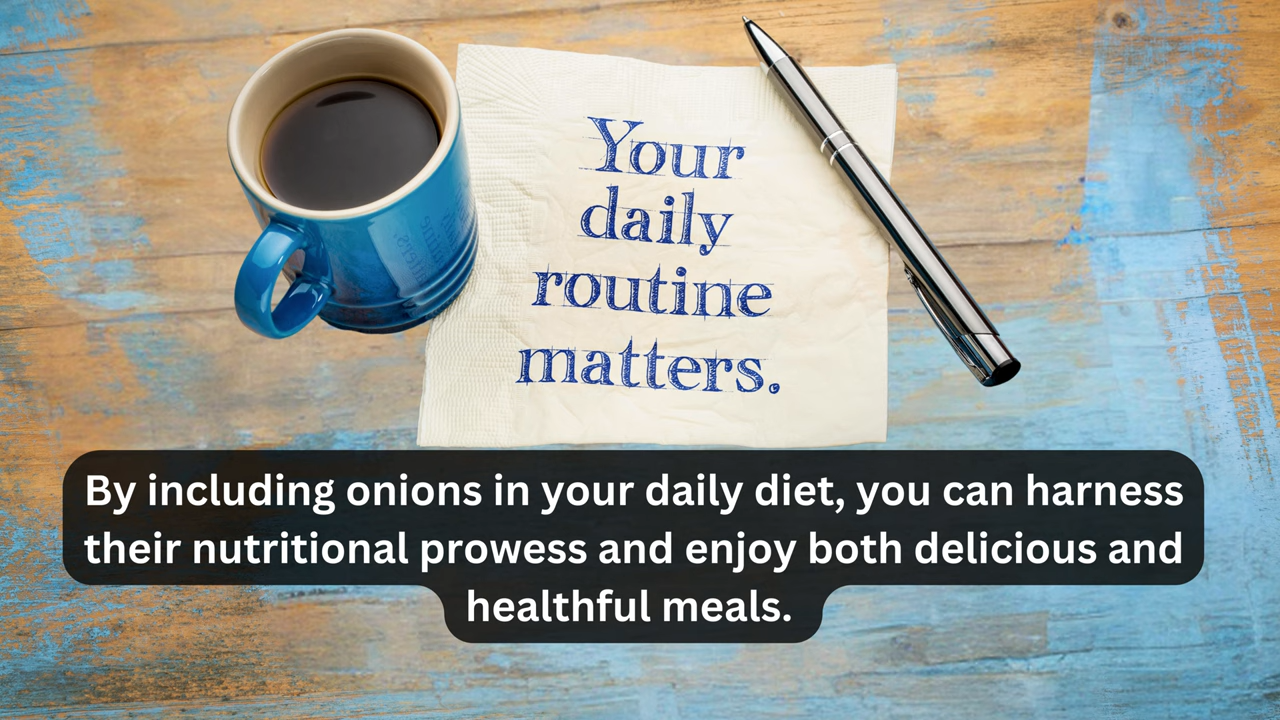 Your
daily
routine
matters.
By including onions in your daily diet, you can harness
their nutritional prowess and enjoy both delicious and
healthful meals.